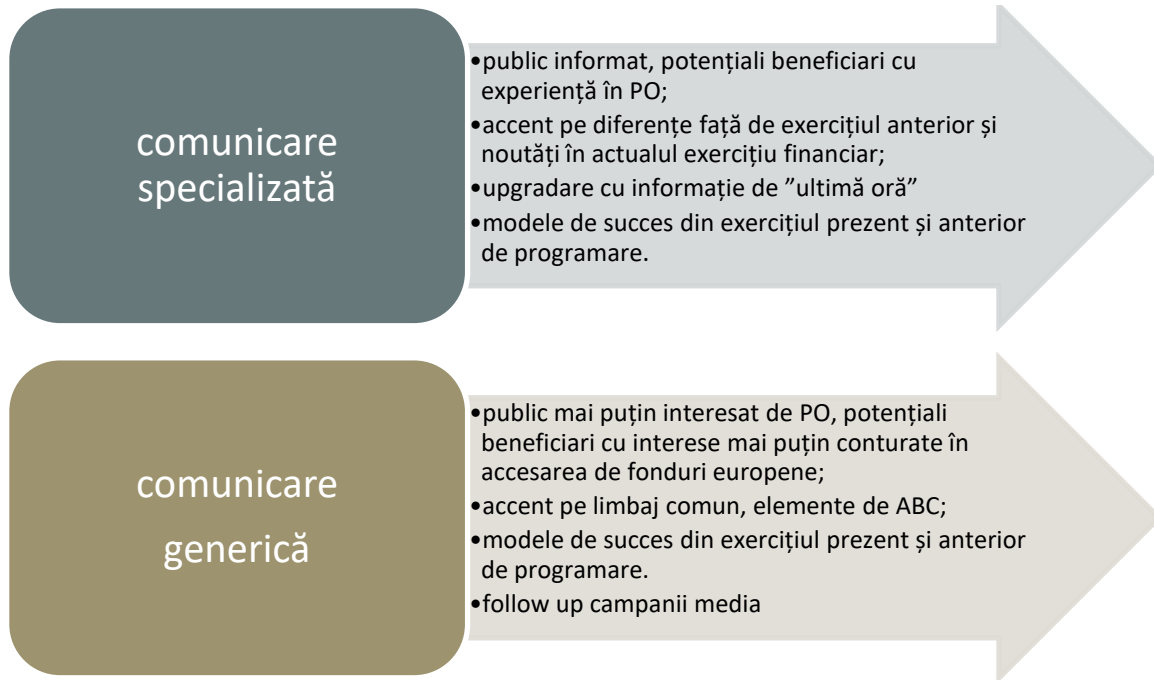 comunicare
specializată
•public informat, potențiali beneficiari cu
experiență în PO;
•accent pe diferențe față de exercițiul anterior și
noutăți în actualul exercițiu financiar;
•upgradare cu informație de ”ultimă oră”
•modele de succes din exercițiul prezent și anterior
de programare.
comunicare
generică
•public mai puțin interesat de PO, potențiali
beneficiari cu interese mai puțin conturate în
accesarea de fonduri europene;
•accent pe limbaj comun, elemente de ABC;
•modele de succes din exercițiul prezent și anterior
de programare.
•follow up campanii media